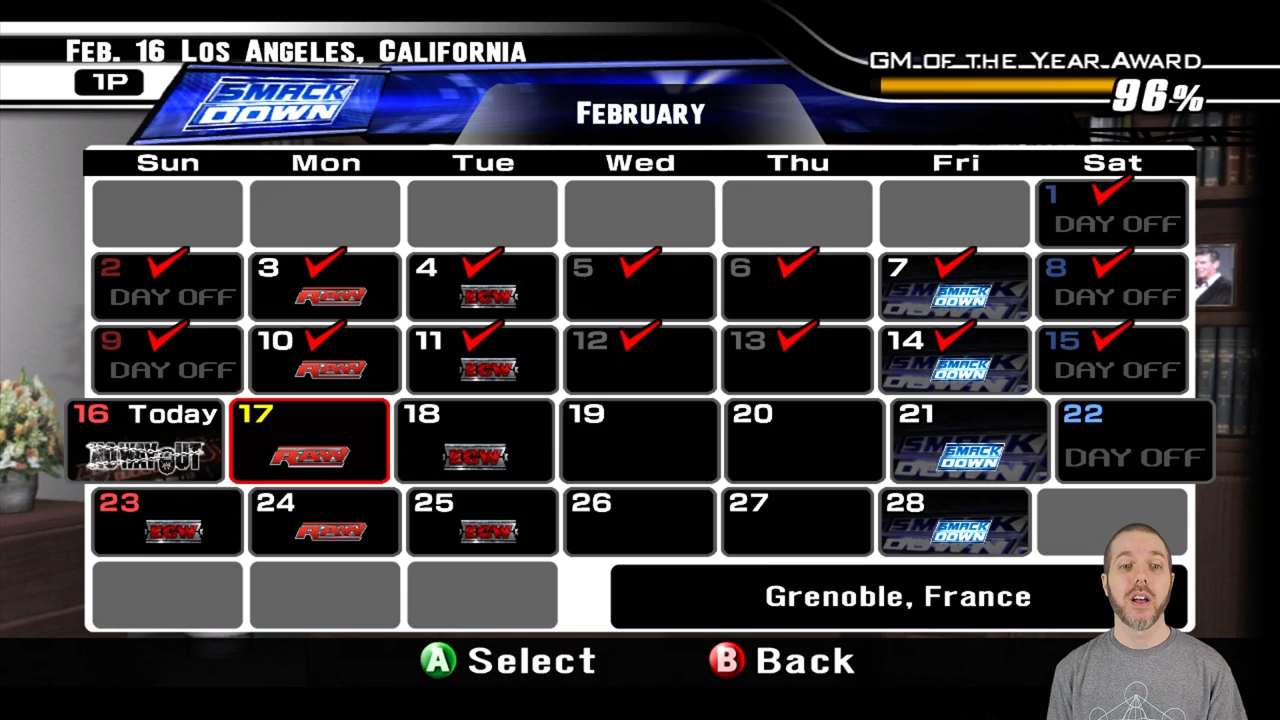 FEB. 16 LOS ANGELES, CALIFORNIA
GM OF THE YEAR AWARD
1P
SMACK DOWN
FEBRUARY
96%
Sun Mon Tue Wed Thu Fri Sat
1
DAY OFF
2 3 4 5 6 7 8
DAY OFF RAW ECW SMACK DOWN DAY OFF
9 10 11 12 13 14 15
DAY OFF RAW ECW SMACK DOWN DAY OFF
16 Today 17 18 19 20 21 22
NO WAY OUT RAW ECW SMACK DOWN DAY OFF
23 24 25 26 27 28
ECW RAW ECW SMACK DOWN
Grenoble, France
A Select B Back